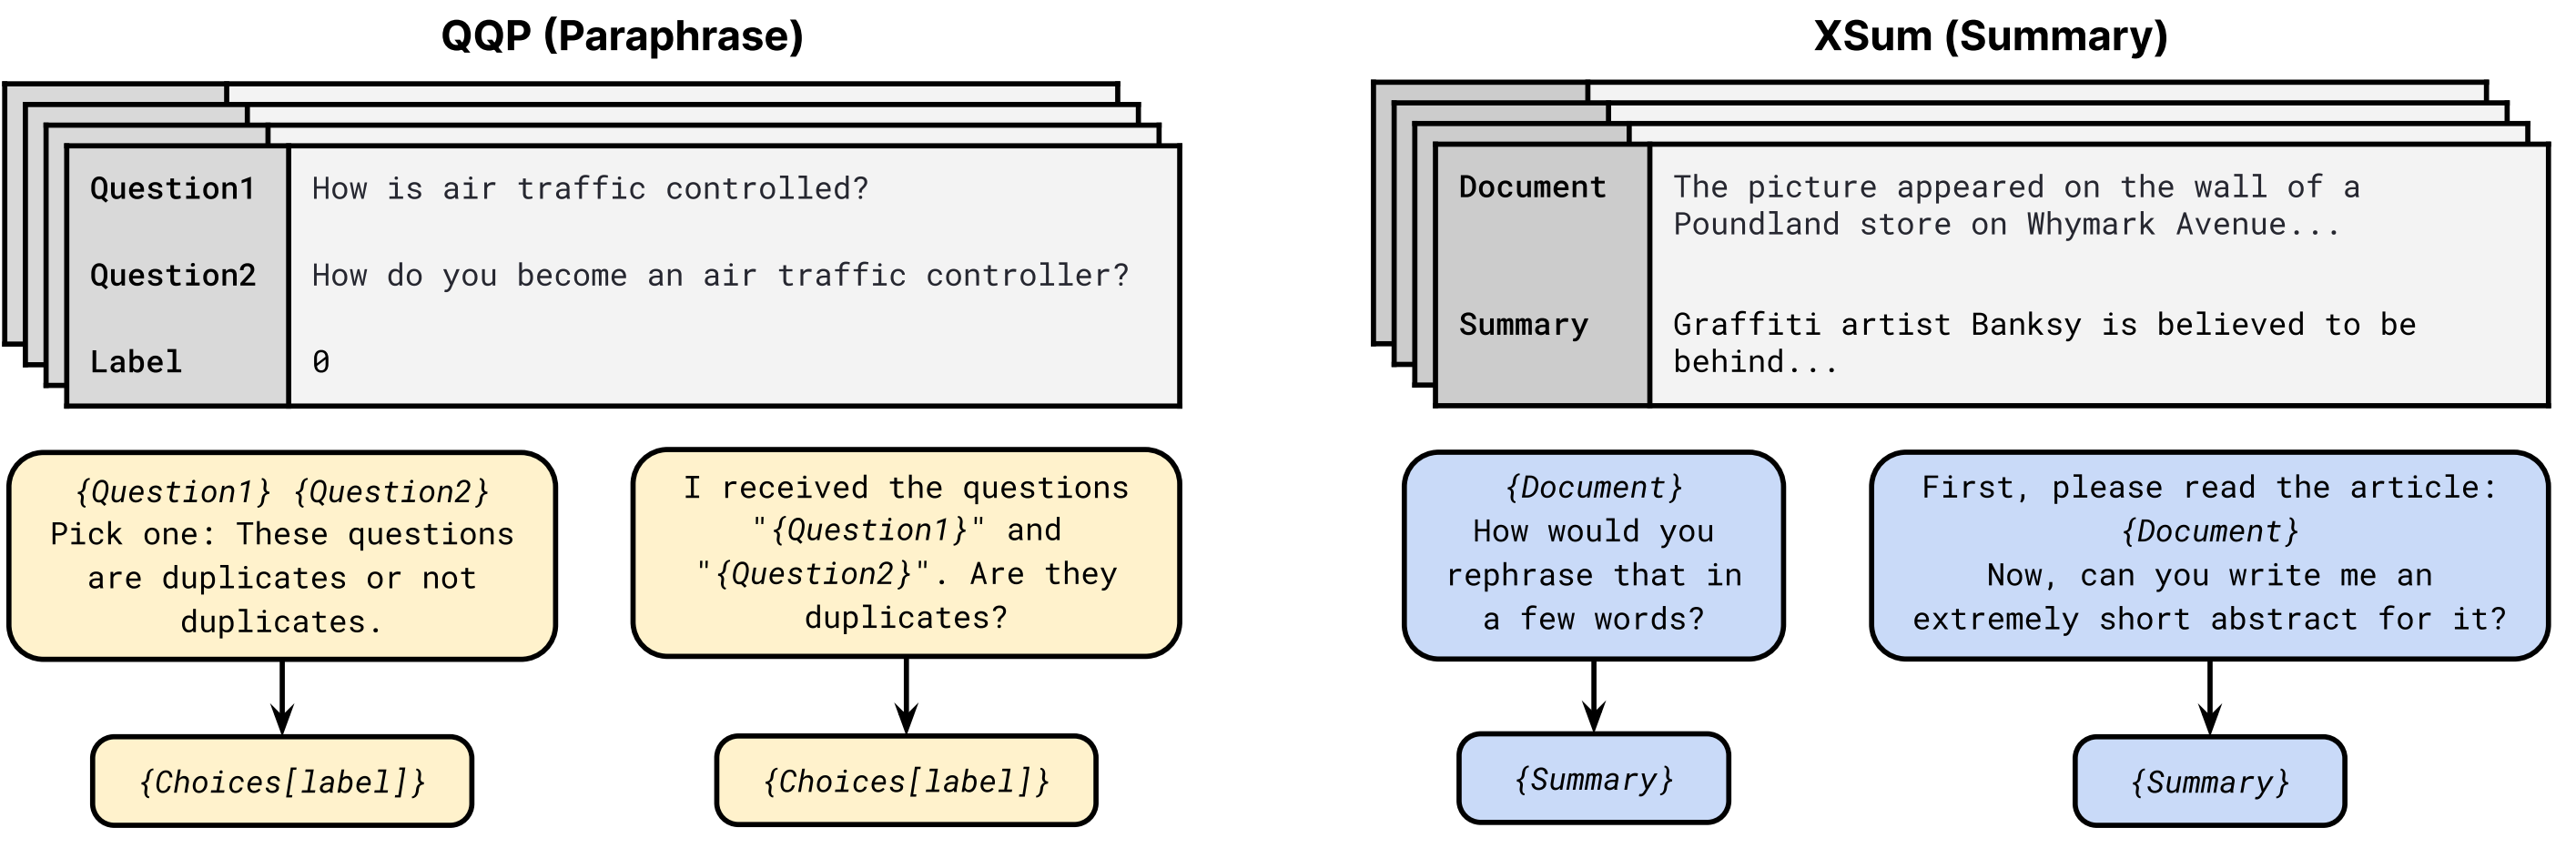 QQP (Paraphrase)
Question1 How is air traffic controlled?
Question2 How do you become an air traffic controller?
Label 0
{Question1} {Question2}
Pick one: These questions
are duplicates or not
duplicates.
{Choices[label]}
I received the questions
"{Question1}" and
"{Question2}". Are they
duplicates?
{Choices[label]}
XSum (Summary)
Document The picture appeared on the wall of a
Poundland store on Whymark Avenue...
Summary Graffiti artist Banksy is believed to be
behind...
{Document}
How would you
rephrase that in
a few words?
{Summary}
First, please read the article:
{Document}
Now, can you write me an
extremely short abstract for it?
{Summary}